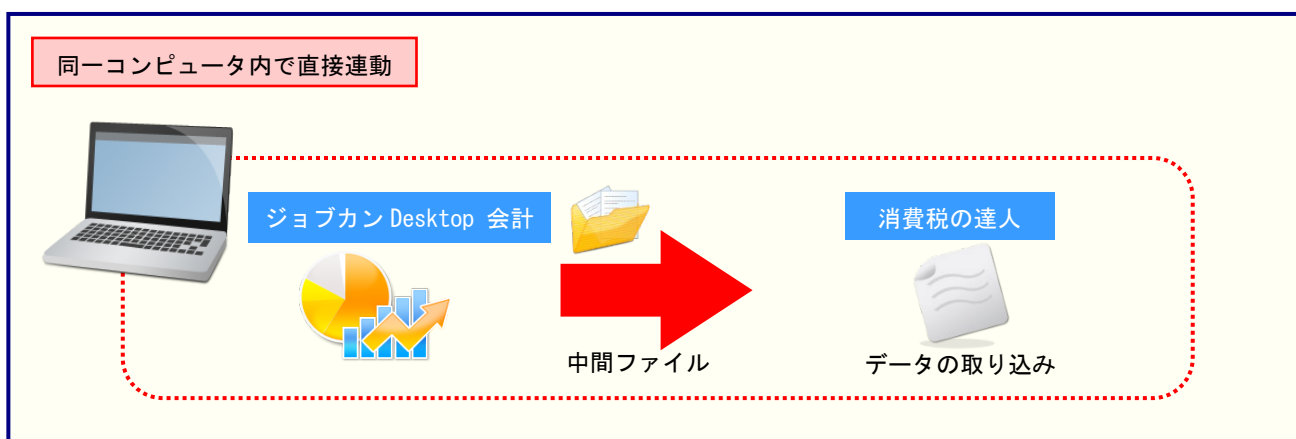 同一コンピュータ内で直接連動
ジョブカン Desktop 会計
消費税の達人
中間ファイル
データの取り込み